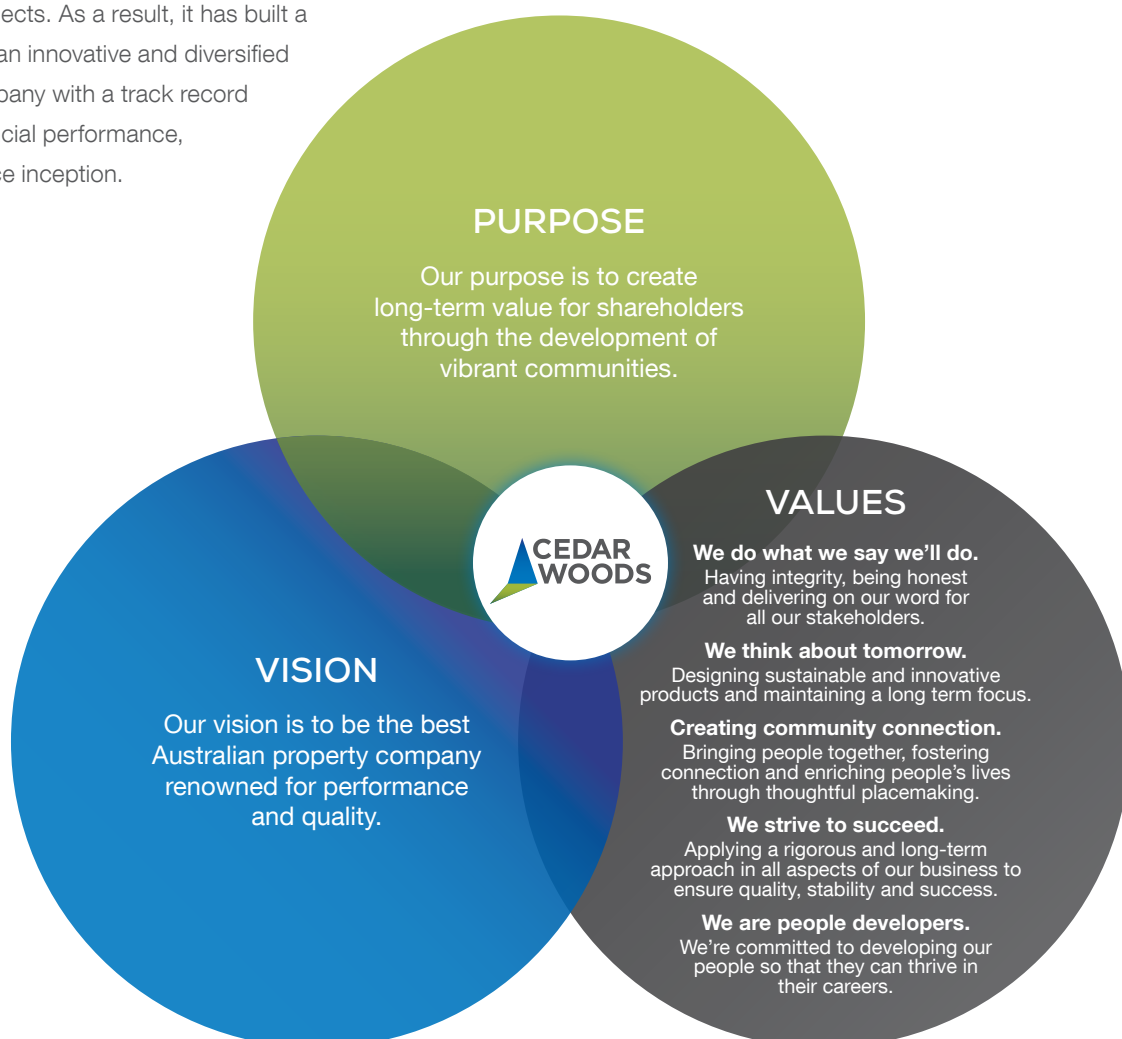 ects. As a result, it has built a
an innovative and diversified
pany with a track record
cial performance,
ce inception.
PURPOSE
Our purpose is to create
long-term value for shareholders
through the development of
vibrant communities.
CEDAR
WOODS
VISION
Our vision is to be the best
Australian property company
renowned for performance
and quality.
VALUES
We do what we say we’ll do.
Having integrity, being honest
and delivering on our word for
all our stakeholders.
We think about tomorrow.
Designing sustainable and innovative
products and maintaining a long term focus.
Creating community connection.
Bringing people together, fostering
connection and enriching people’s lives
through thoughtful placemaking.
We strive to succeed.
Applying a rigorous and long-term
approach in all aspects of our business to
ensure quality, stability and success.
We are people developers.
We’re committed to developing our
people so that they can thrive in
their careers.